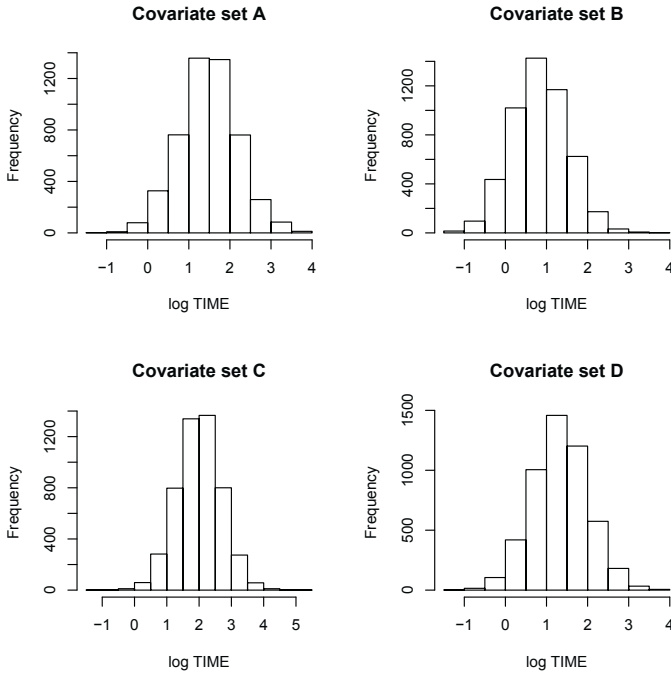 Covariate set A
Frequency
0 400 800 1200
−1 0 1 2 3 4
log TIME
Covariate set B
Frequency
0 400 800 1200
−1 0 1 2 3 4
log TIME
Covariate set C
Frequency
0 400 800 1200
−1 0 1 2 3 4 5
log TIME
Covariate set D
Frequency
0 500 1000 1500
−1 0 1 2 3 4
log TIME